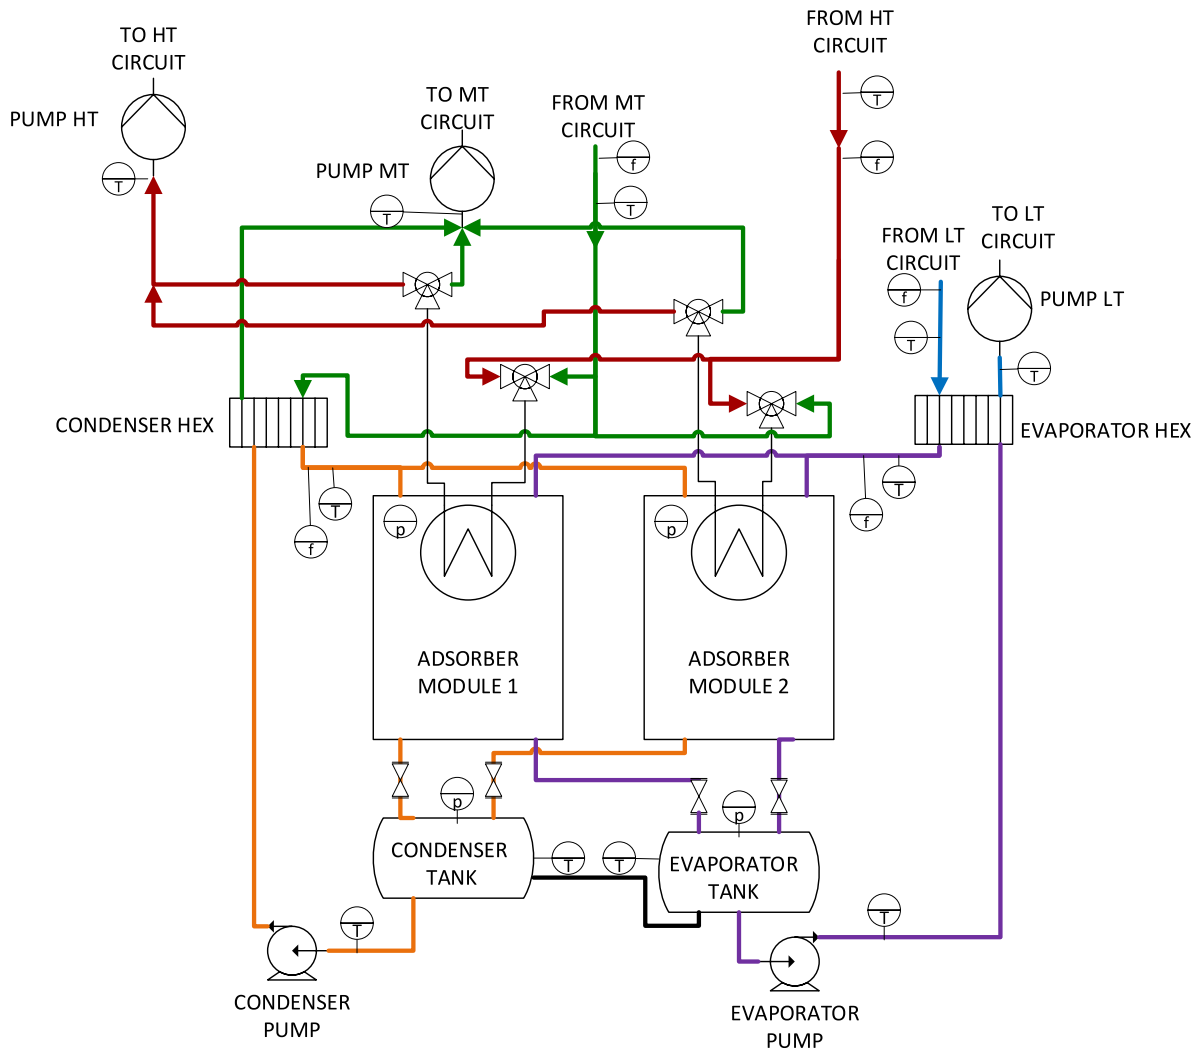 TO HT
CIRCUIT
PUMP HT
T
TO MT
CIRCUIT
PUMP MT
T
FROM MT
CIRCUIT
f
T
FROM HT
CIRCUIT
T
f
TO LT
CIRCUIT
FROM LT
CIRCUIT
f
T
PUMP LT
T
CONDENSER HEX
EVAPORATOR HEX
T
f
p
p
T
f
ADSORBER
MODULE 1
ADSORBER
MODULE 2
p
p
CONDENSER
TANK
T
T
EVAPORATOR
TANK
T
T
CONDENSER
PUMP
EVAPORATOR
PUMP